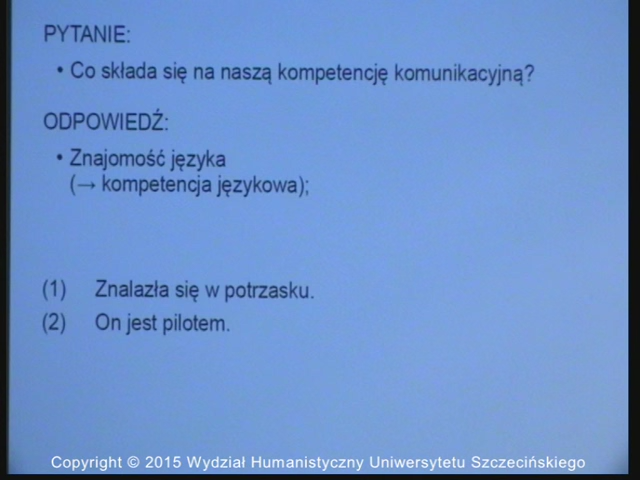 PYTANIE:
• Co składa się na naszą kompetencję komunikacyjną?
ODPOWIEDŹ:
• Znajomość języka
(→ kompetencja językowa);
(1) Znalazła się w potrzasku.
(2) On jest pilotem.
Copyright © 2015 Wydział Humanistyczny Uniwersytetu Szczecińskiego